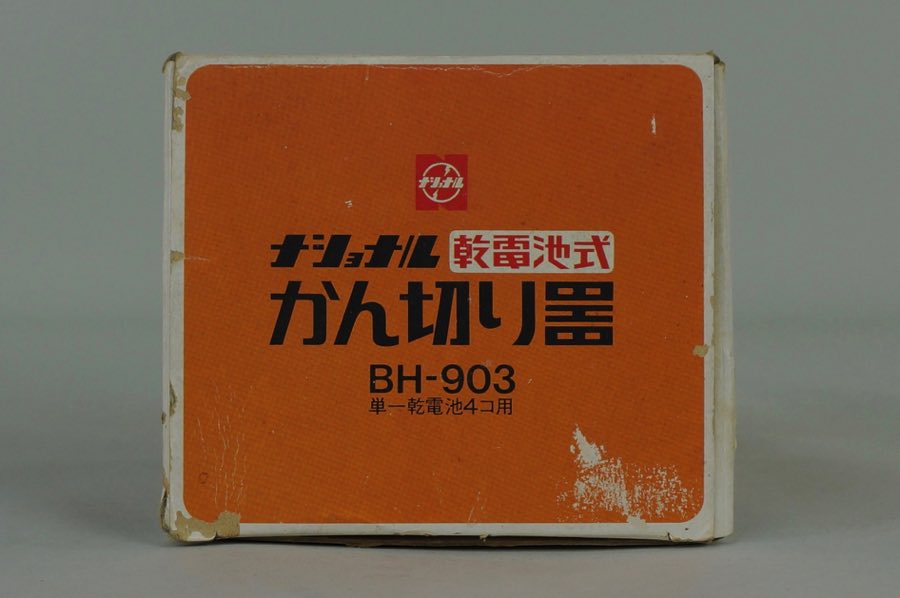 ナショナル
ナショナル 乾電池式
かん切り器
BH-903
単一乾電池4コ用